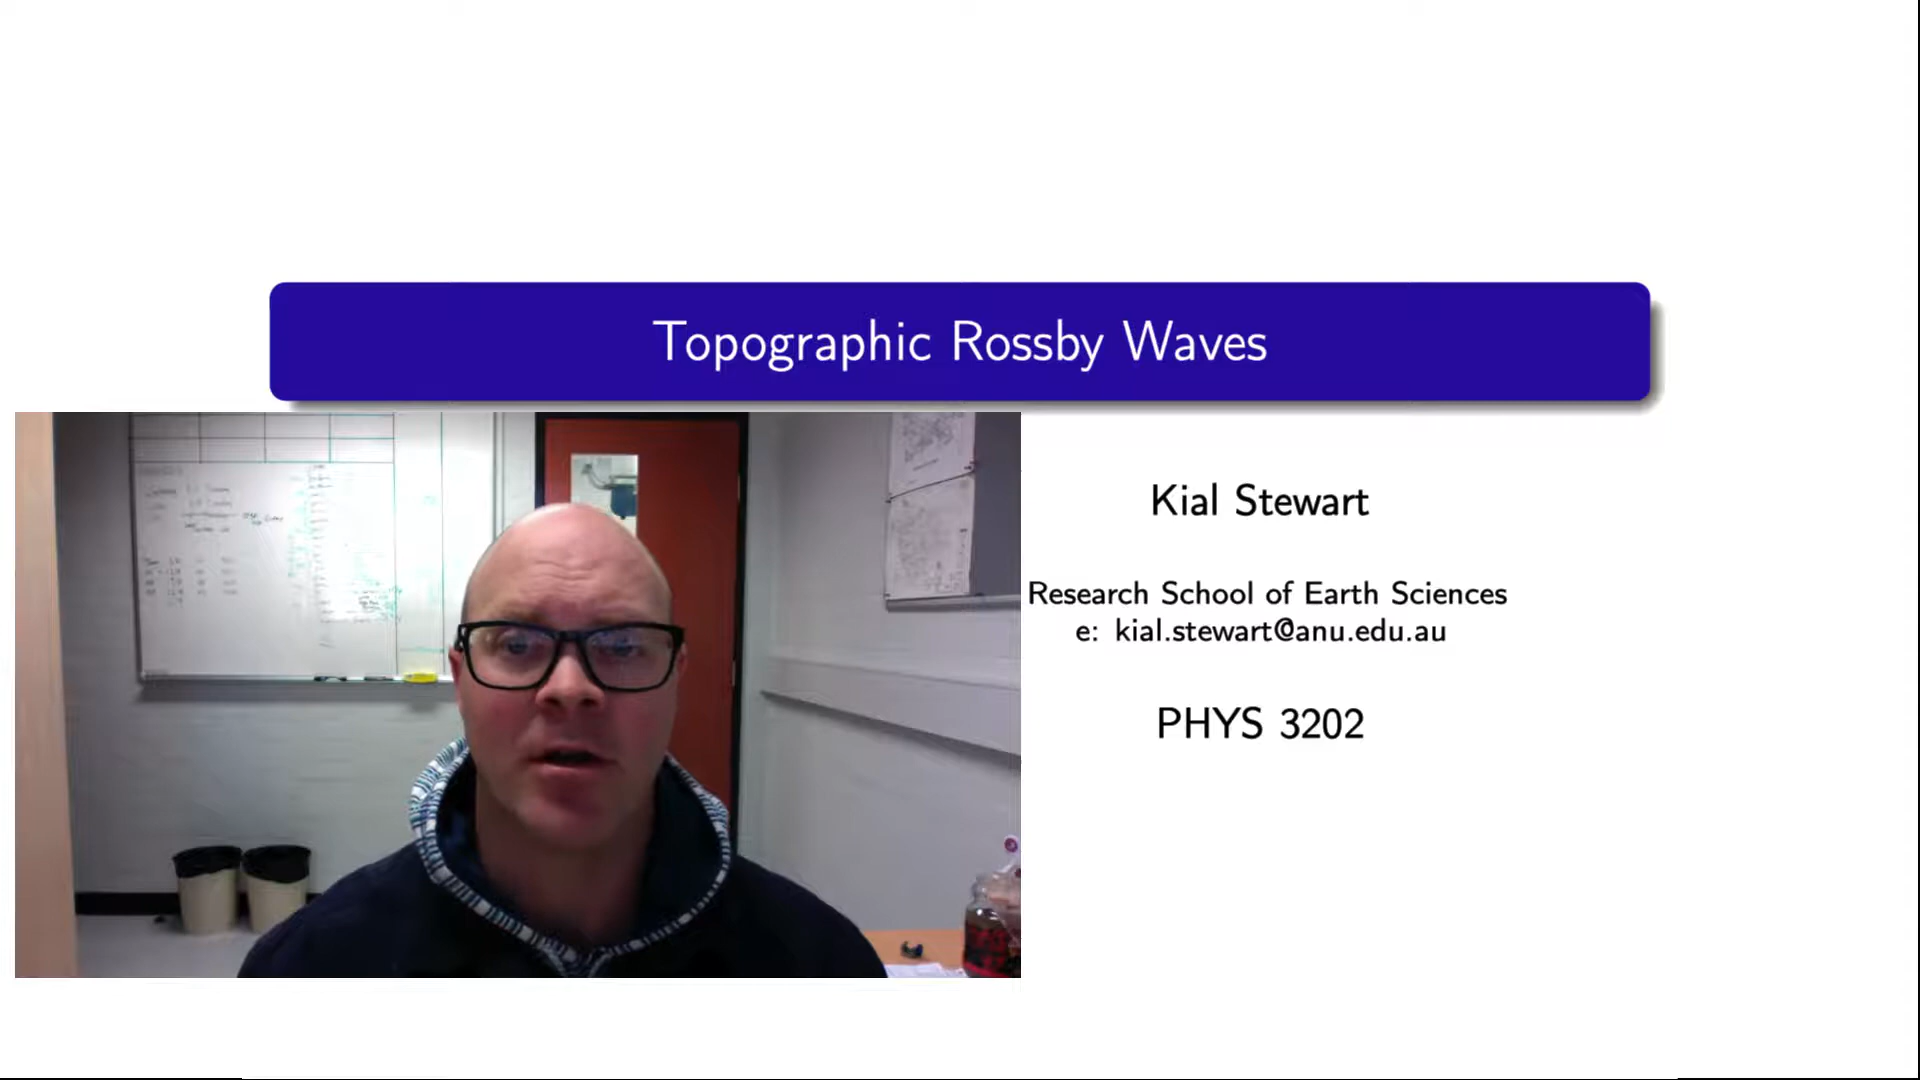 Topographic Rossby Waves
Kial Stewart
Research School of Earth Sciences
e: kial.stewart@anu.edu.au
PHYS 3202